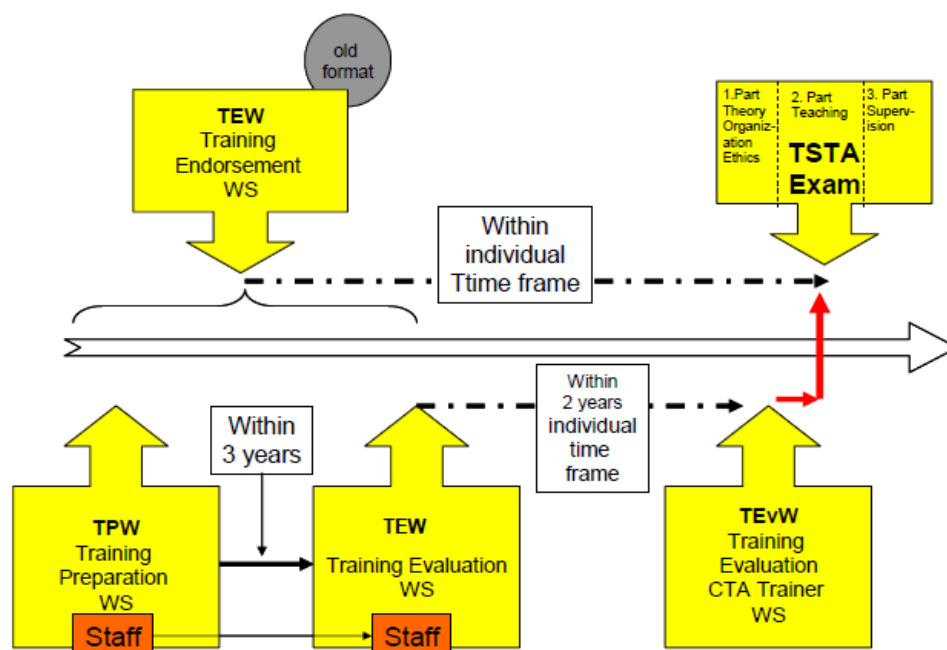 old
format
TEW
Training
Endorsement
WS
1.Part
Theory
Organiz-
ation
Ethics
2. Part
Teaching
3. Part
Superv-
ision
TSTA
Exam
Within
individual
Ttime frame
Within
3 years
Within
2 years
individual
time
frame
TPW
Training
Preparation
WS
Staff
TEW
Training Evaluation
WS
Staff
TEvW
Training
Evaluation
CTA Trainer
WS